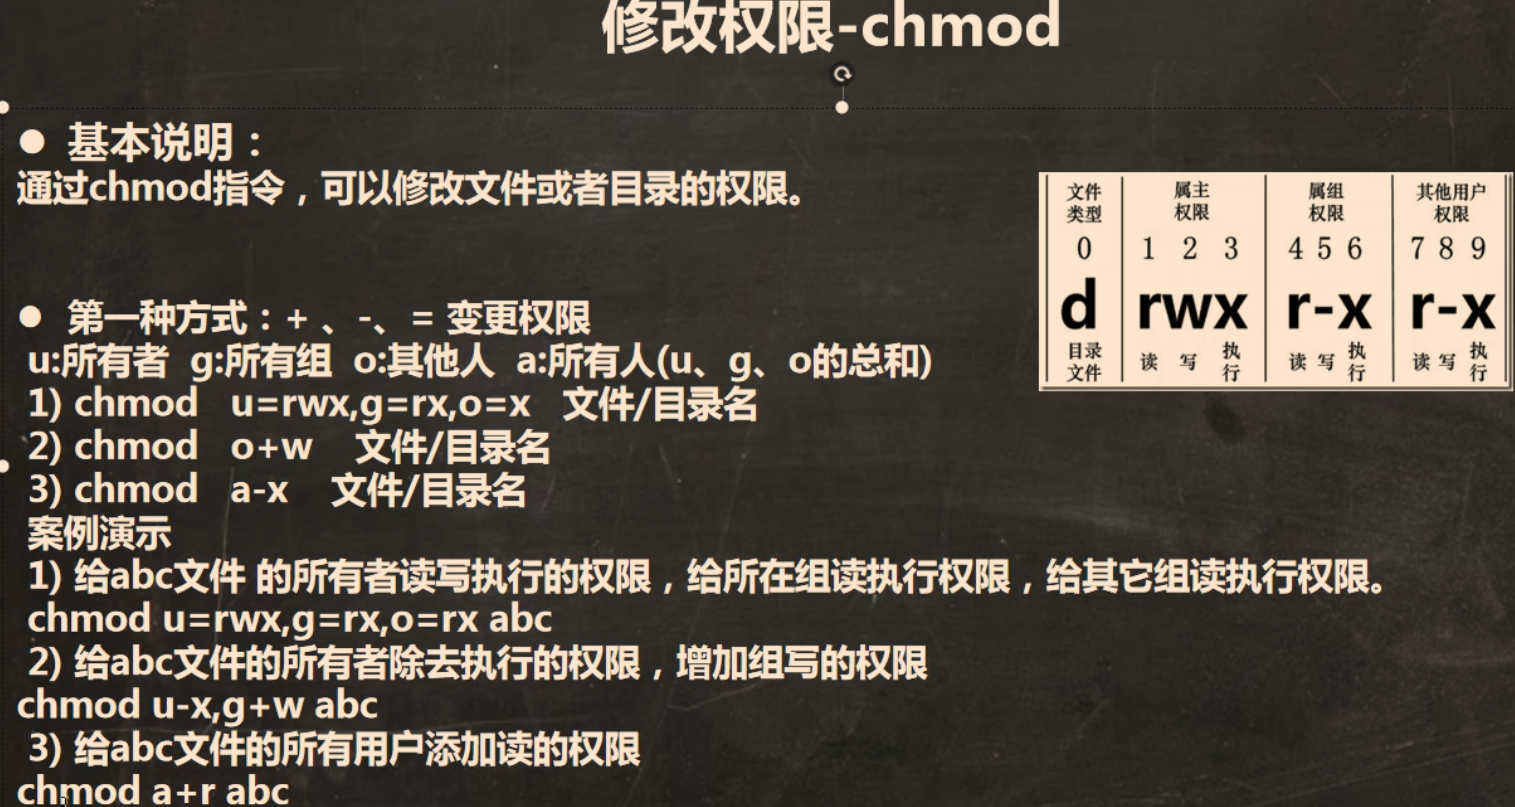 修改权限-chmod
● 基本说明：
通过chmod指令，可以修改文件或者目录的权限。
● 第一种方式：+ 、-、= 变更权限
u:所有者 g:所有组 o:其他人 a:所有人(u、g、o的总和)
1) chmod u=rwx,g=rx,o=x 文件/目录名
2) chmod o+w 文件/目录名
3) chmod a-x 文件/目录名
案例演示
1) 给abc文件 的所有者读写执行的权限，给所在组读执行权限，给其它组读执行权限。
chmod u=rwx,g=rx,o=rx abc
2) 给abc文件的所有者除去执行的权限，增加组写的权限
chmod u-x,g+w abc
3) 给abc文件的所有用户添加读的权限
chmod a+r abc
文件 属主 属组 其他用户
类型 权限 权限 权限
0 1 2 3 4 5 6 7 8 9
d rwx r-x r-x
目录 读 写 执 读 写 执 读 写 执
文件 行 行 行